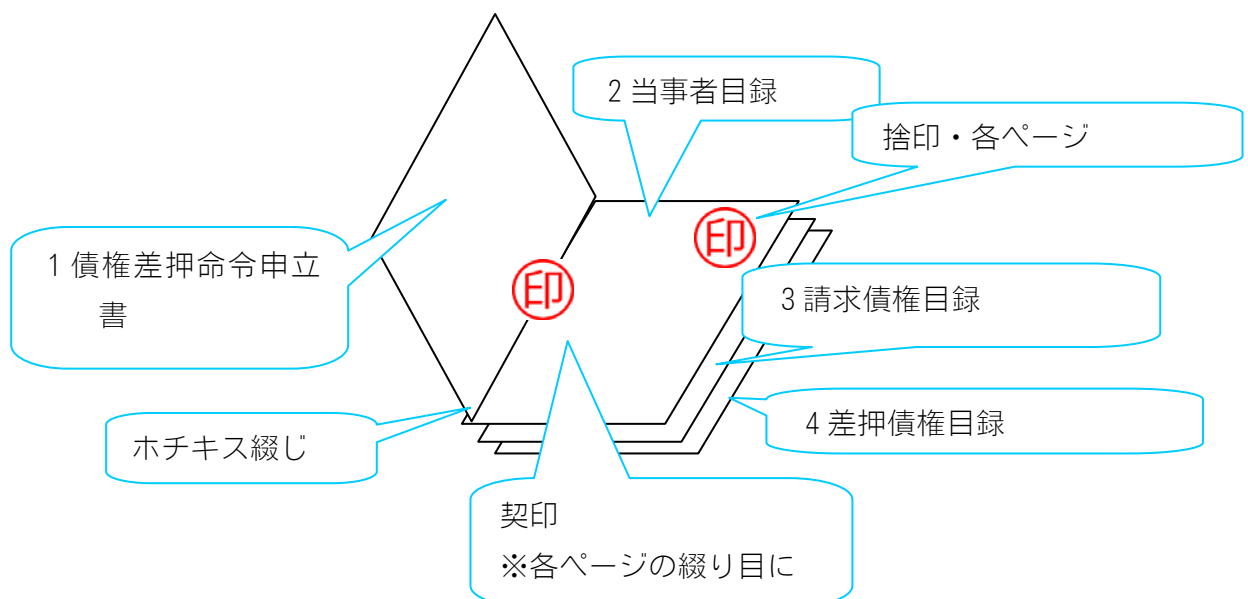 2当事者目録
捨印・各ページ
1債権差押命令申立
書
印
印
3請求債権目録
4差押債権目録
ホチキス綴じ
契印
※各ページの綴り目に